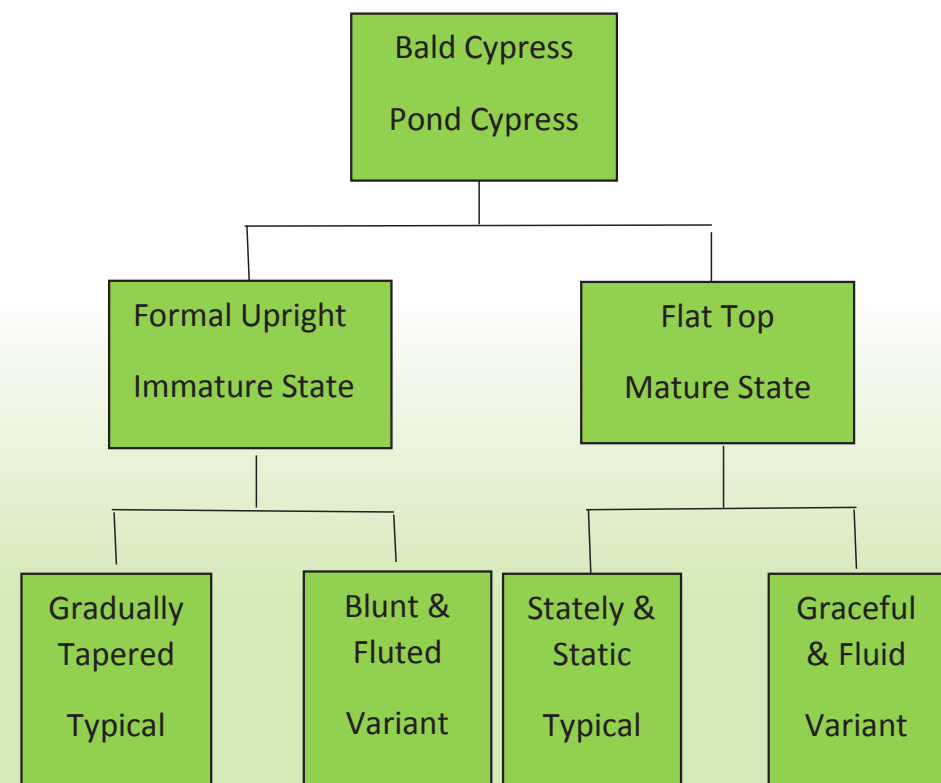 Bald Cypress
Pond Cypress
Formal Upright
Immature State
Flat Top
Mature State
Gradually
Tapered
Typical
Blunt &
Fluted
Variant
Stately &
Static
Typical
Graceful
& Fluid
Variant